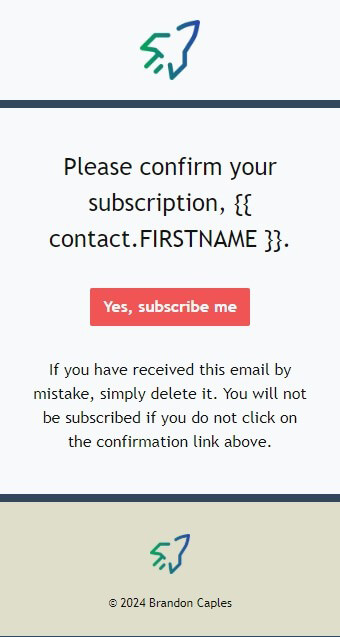 Please confirm your
subscription, {{
contact.FIRSTNAME }}.
Yes, subscribe me
If you have received this email by
mistake, simply delete it. You will not
be subscribed if you do not click on
the confirmation link above.
© 2024 Brandon Caples